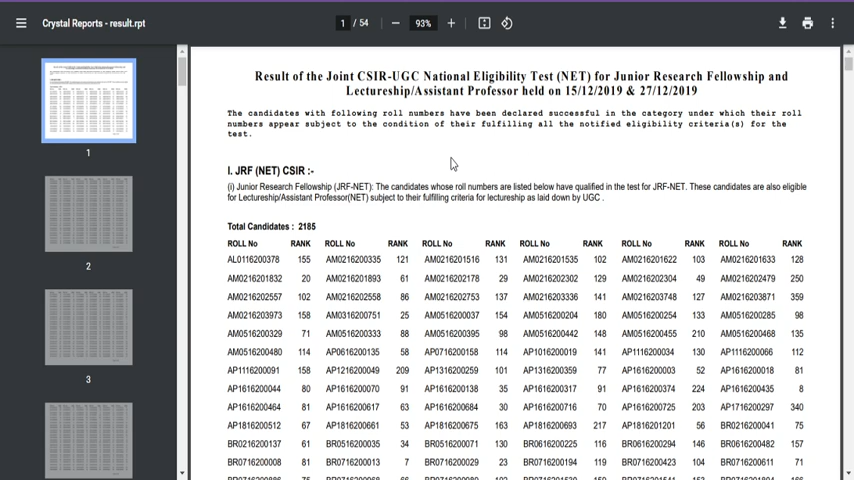 Crystal Reports - result.rpt
1 / 54
93%
1
2
3
Result of the Joint CSIR-UGC National Eligibility Test (NET) for Junior Research Fellowship and
Lectureship/Assistant Professor held on 15/12/2019 & 27/12/2019
The candidates with following roll numbers have been declared successful in the category under which their roll
numbers appear subject to the condition of their fulfilling all the notified eligibility criteria(s) for the
test.
I. JRF (NET) CSIR :-
(i) Junior Research Fellowship (JRF-NET): The candidates whose roll numbers are listed below have qualified in the test for JRF-NET. These candidates are also eligible
for Lectureship/Assistant Professor(NET) subject to their fulfilling criteria for lectureship as laid down by UGC .
Total Candidates : 2185
ROLL No RANK ROLL No RANK ROLL No RANK ROLL No RANK ROLL No RANK ROLL No RANK
AL0116200378 155 AM0216200335 121 AM0216201516 131 AM0216201535 102 AM0216201622 103 AM0216201633 128
AM0216201832 20 AM0216201893 61 AM0216202178 29 AM0216202302 129 AM0216202304 49 AM0216202479 250
AM0216202557 102 AM0216202558 86 AM0216202753 137 AM0216203336 141 AM0216203748 127 AM0216203871 359
AM0216203973 158 AM0316200751 25 AM0516200037 154 AM0516200204 180 AM0516200254 133 AM0516200285 98
AM0516200329 71 AM0516200333 88 AM0516200395 98 AM0516200442 148 AM0516200455 210 AM0516200468 135
AM0516200480 114 AP0616200135 58 AP0716200158 114 AP1016200019 141 AP1116200034 130 AP1116200066 112
AP1116200091 158 AP1216200049 209 AP1316200259 101 AP1316200359 77 AP1616200003 52 AP1616200018 81
AP1616200044 80 AP1616200070 91 AP1616200138 35 AP1616200317 91 AP1616200374 224 AP1616200435 8
AP1616200464 81 AP1616200617 63 AP1616200684 30 AP1616200716 70 AP1616200725 203 AP1716200297 340
AP1816200512 67 AP1816200661 53 AP1816200675 163 AP1816200693 217 AP1816201201 56 BR0216200041 75
BR0216200137 61 BR0516200035 34 BR0516200071 130 BR0616200225 116 BR0616200294 146 BR0616200482 157
BR0716200008 81 BR0716200013 7 BR0716200029 23 BR0716200194 119 BR0716200423 104 BR0716200611 71